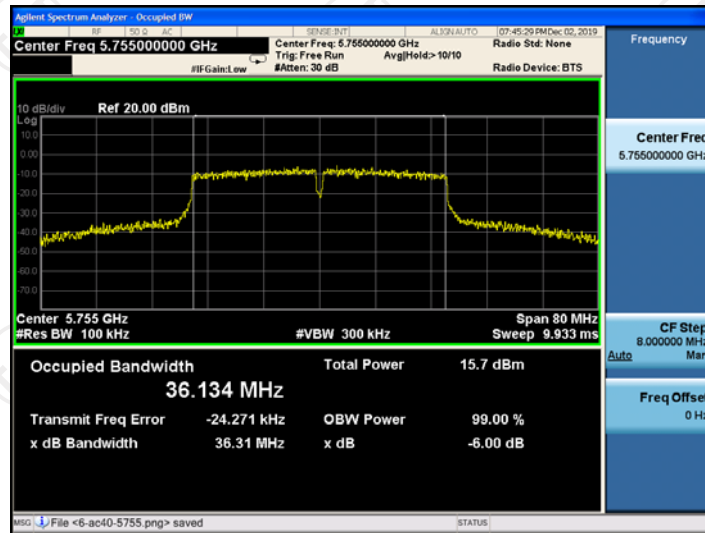 Agilent Spectrum Analyzer - Occupied BW
RF 50 Ω AC SENSE:INT ALIGN AUTO 07:45:29 PM Dec 02, 2019
Center Freq 5.755000000 GHz Center Freq: 5.755000000 GHz Radio Std: None Frequency
Trig: Free Run Avg|Hold:> 10/10
#IFGain:Low #Atten: 30 dB Radio Device: BTS
10 dB/div Ref 20.00 dBm
Log
10.0
0.00
-10.0
-20.0
-30.0
-40.0
-50.0
-60.0
-70.0
Center Freq
5.755000000 GHz
Center 5.755 GHz Span 80 MHz
#Res BW 100 kHz #VBW 300 kHz Sweep 9.933 ms
CF Step
8.000000 MHz
Auto Man
Occupied Bandwidth Total Power 15.7 dBm
36.134 MHz
Freq Offset
0 Hz
Transmit Freq Error -24.271 kHz OBW Power 99.00 %
x dB Bandwidth 36.31 MHz x dB -6.00 dB
MSG File <6-ac40-5755.png> saved STATUS